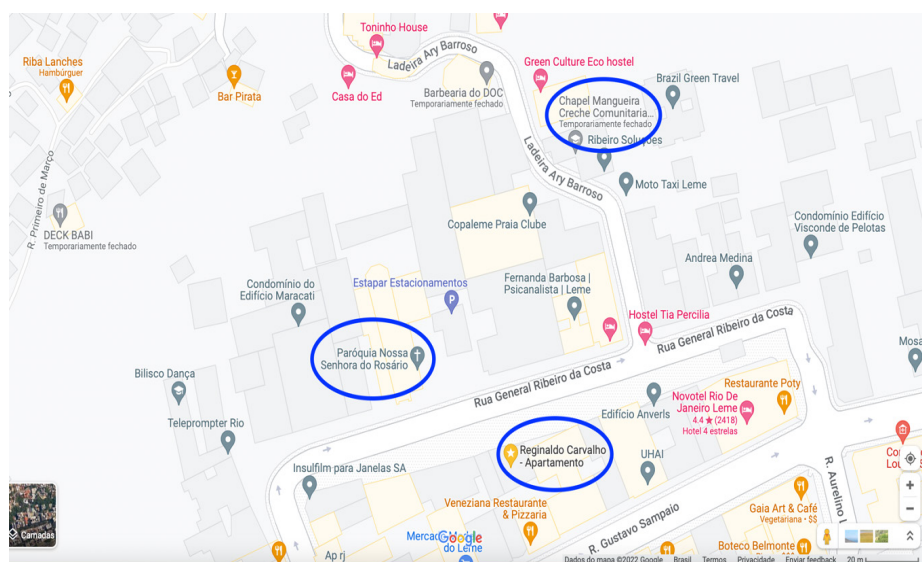 Toninho House
Ladeira Ary Barroso
Riba Lanches
Hambúrguer
Bar Pirata
Casa do Ed
Barbearia do DOC
Temporariamente fechado
Green Culture Eco hostel
Brazil Green Travel
Chapel Mangueira
Creche Comunitaria...
Temporariamente fechado
Ribeiro Soluções
Ladeira Ary Barroso
Moto Taxi Leme
R. Primeiro de Março
DECK BABI
Temporariamente fechado
Copaleme Praia Clube
Condomínio Edifício
Visconde de Pelotas
Andrea Medina
Condomínio do
Edifício Maracati
Estapar Estacionamentos
P
Fernanda Barbosa |
Psicanalista | Leme
Hostel Tia Percilia
Rua General Ribeiro da Costa
Paróquia Nossa
Senhora do Rosário
Mosa
Bilisco Dança
Rua General Ribeiro da Costa
Restaurante Poty
Novotel Rio De
Janeiro Leme
4.4 ★ (2418)
Hotel 4 estrelas
Edifício Anverls
Teleprompter Rio
Reginaldo Carvalho
- Apartamento
UHAI
Insulfilm para Janelas SA
Veneziana Restaurante
& Pizzaria
R. Gustavo Sampaio
Gaia Art & Café
Vegetariana • $$
Camadas
Google
do Leme
Ap rj
Boteco Belmonte
Dados do mapa ©2022 Google Brasil Termos Privacidade Enviar feedback 20 m